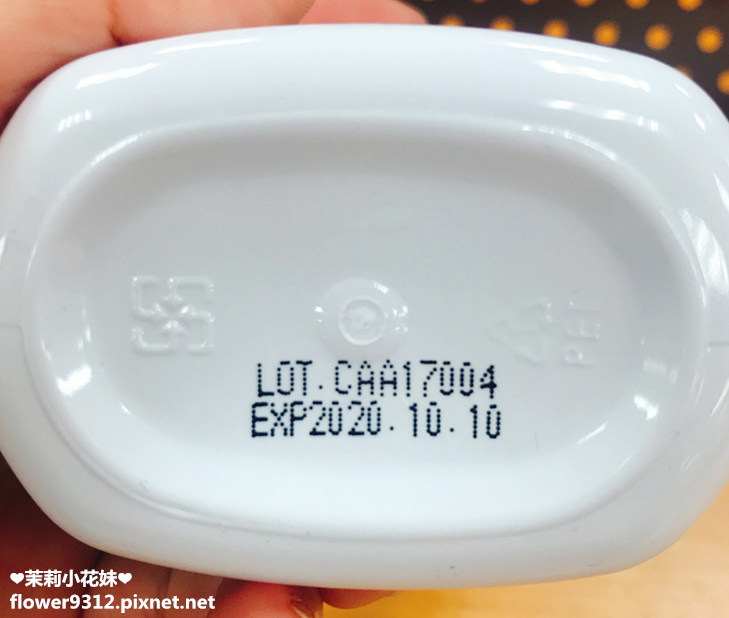 PET
LOT.CAA17004
EXP2020.10.10
❤茉莉小花妹❤
flower9312.pixnet.net